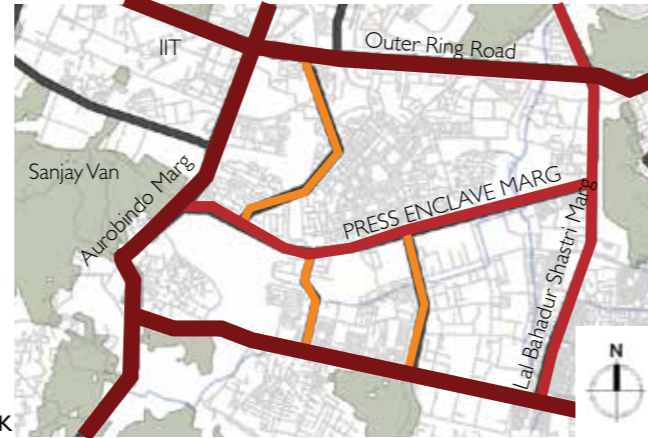 IIT
Outer Ring Road
Sanjay Van
Aurobindo Marg
PRESS ENCLAVE MARG
Lal Bahadur Shastri Marg
N
K